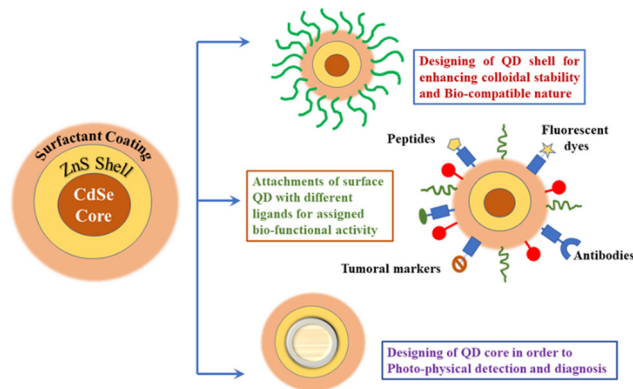 Surfactant Coating
ZnS Shell
CdSe
Core
Designing of QD shell for
enhancing colloidal stability
and Bio-compatible nature
Attachments of surface
QD with different
ligands for assigned
bio-functional activity
Peptides
Fluorescent
dyes
Tumoral markers
Antibodies
Designing of QD core in order to
Photo-physical detection and diagnosis